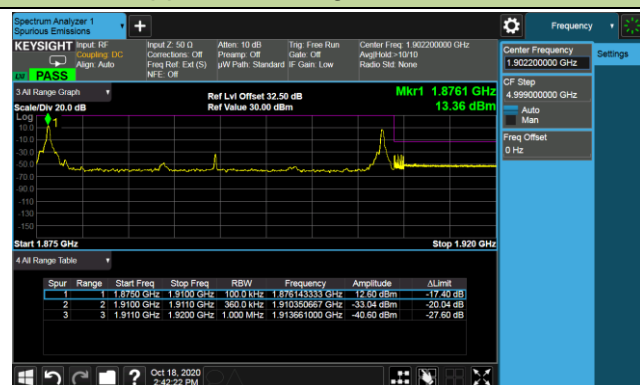 Spectrum Analyzer 1
Spurious Emissions
+
Frequency
KEYSIGHT
Input: RF
Coupling: DC
Align: Auto
Input Z: 50 Ω
Corrections: Off
Freq Ref: Ext (S)
NFE: Off
Atten: 10 dB
Preamp: Off
µW Path: Standard
Trig: Free Run
Gate: Off
IF Gain: Low
Center Freq: 1.902200000 GHz
Avg|Hold:>10/10
Radio Std: None
PASS
Center Frequency
1.902200000 GHz
Settings
CF Step
4.999000000 GHz
Auto
Man
Freq Offset
0 Hz
3 All Range Graph
Scale/Div 20.0 dB
Ref Lvl Offset 32.50 dB
Ref Value 30.00 dBm
Mkr1 1.8761 GHz
13.36 dBm
Log
1
10.0
-10.0
-30.0
-50.0
-70.0
-90.0
-110
-130
-150
Start 1.875 GHz
Stop 1.920 GHz
4 All Range Table
Spur Range Start Freq Stop Freq RBW Frequency Amplitude ΔLimit
1 1 1.8750 GHz 1.9100 GHz 100.0 kHz 1.876143333 GHz 12.60 dBm -17.40 dB
2 2 1.9100 GHz 1.9110 GHz 360.0 kHz 1.910350667 GHz -33.04 dBm -20.04 dB
3 3 1.9110 GHz 1.9200 GHz 1.000 MHz 1.913661000 GHz -40.60 dBm -27.60 dB
?
Oct 18, 2020
2:42:22 PM